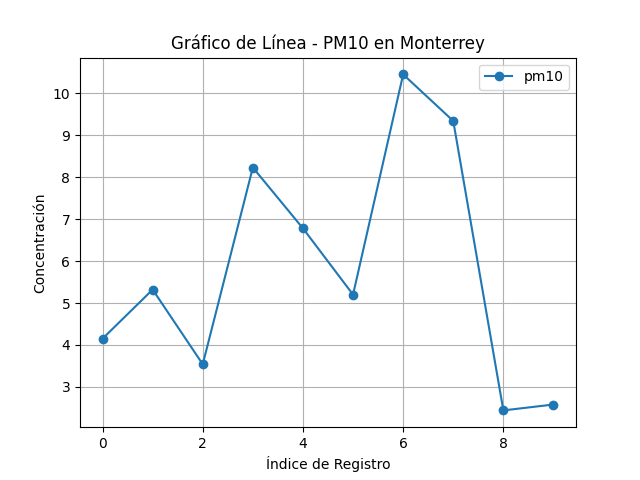 Gráfico de Línea - PM10 en Monterrey
pm10
Concentración
10
9
8
7
6
5
4
3
0 2 4 6 8
Índice de Registro